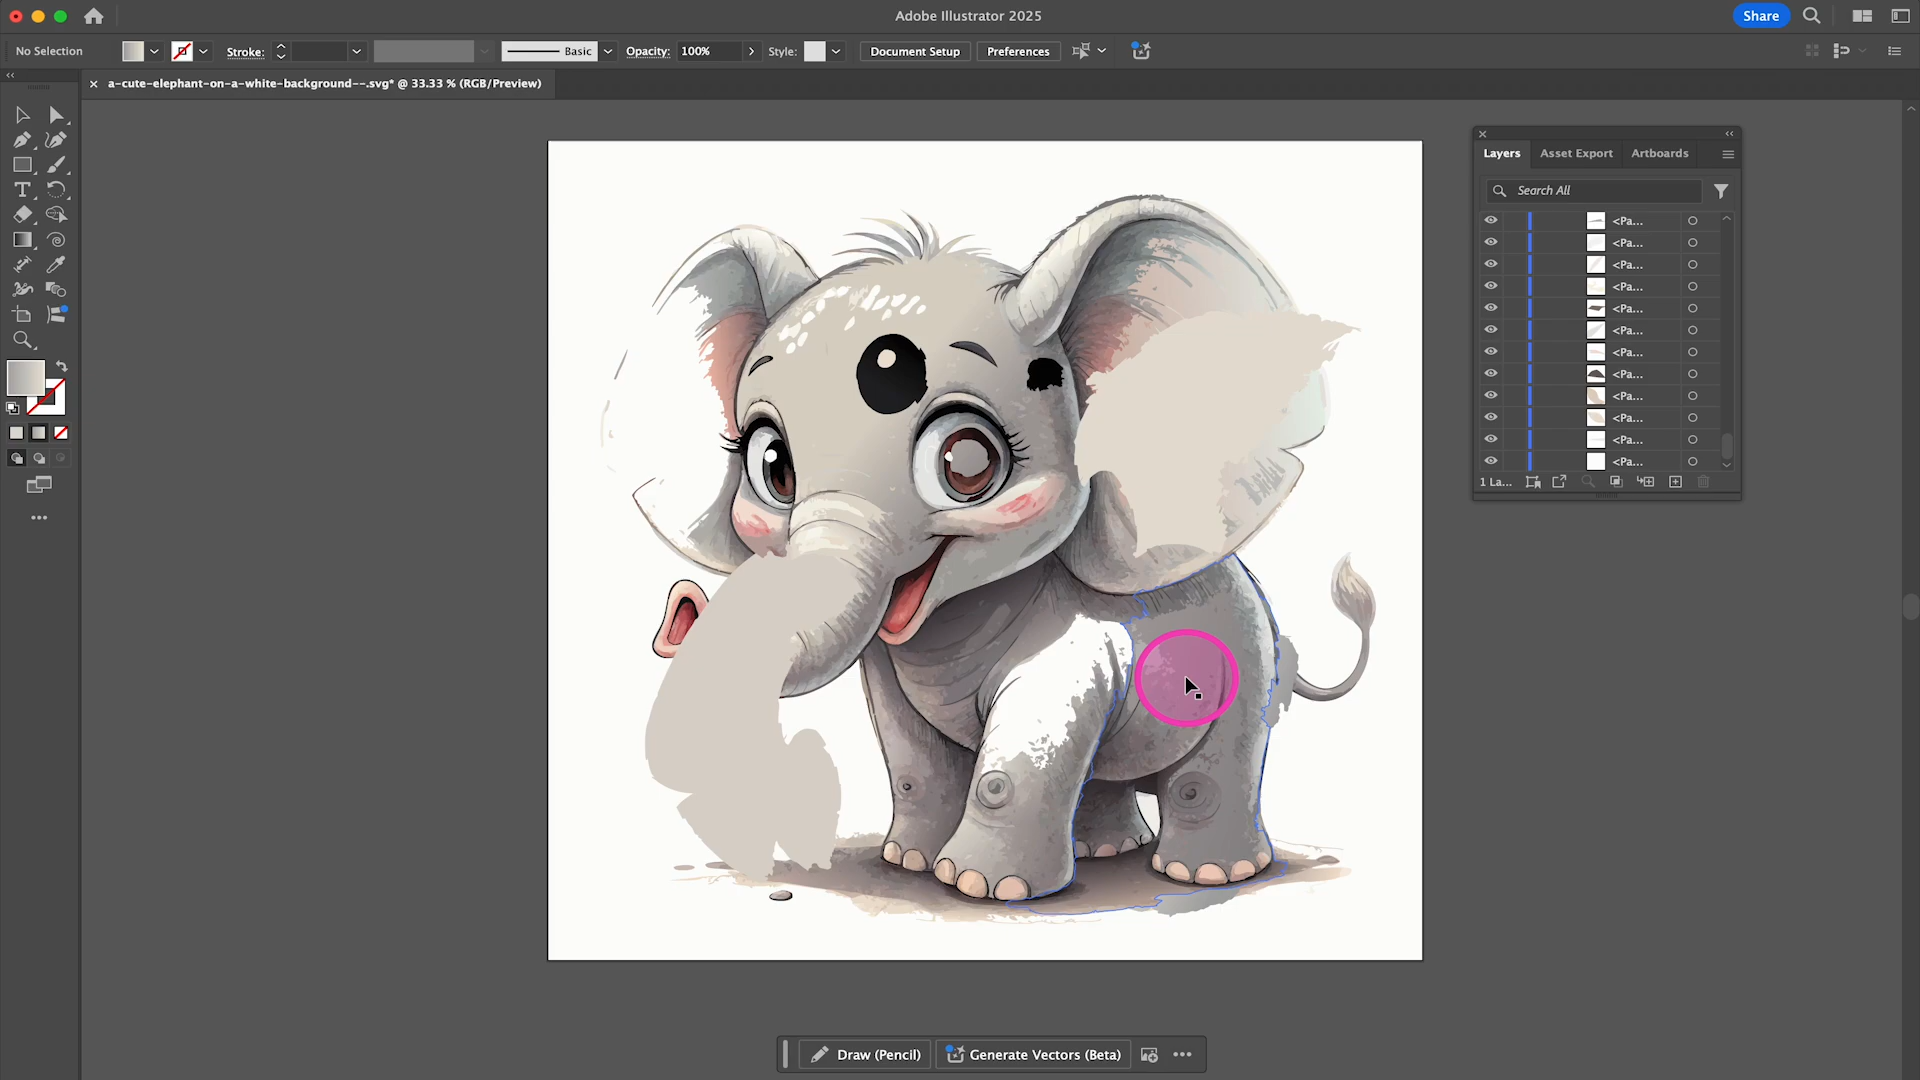 Adobe Illustrator 2025
Share
No Selection
Stroke:
Basic
Opacity: 100%
Style:
Document Setup
Preferences
a-cute-elephant-on-a-white-background--.svg* @ 33.33 % (RGB/Preview)
Layers
Asset Export
Artboards
Search All
<Pa...
<Pa...
<Pa...
<Pa...
<Pa...
<Pa...
<Pa...
<Pa...
<Pa...
<Pa...
<Pa...
<Pa...
1 La...
Draw (Pencil)
Generate Vectors (Beta)